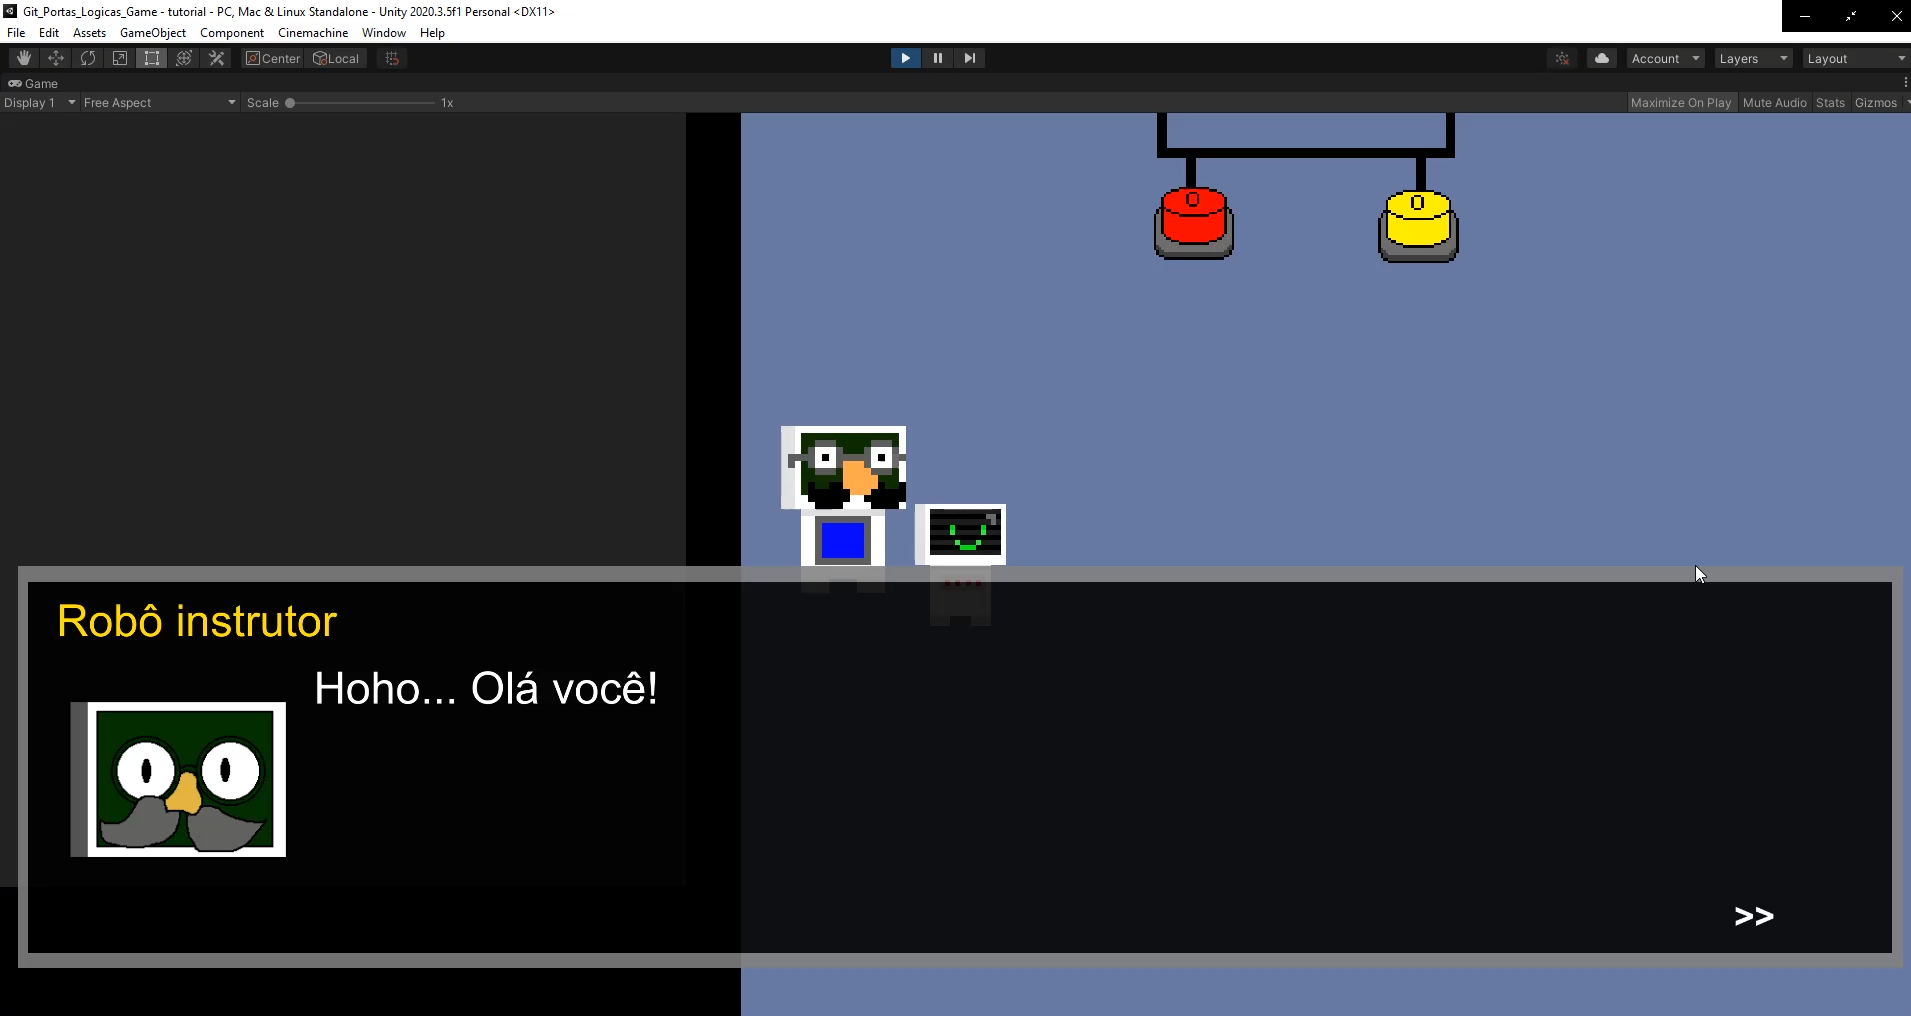 Git_Portas_Logicas_Game - tutorial - PC, Mac & Linux Standalone - Unity 2020.3.5f1 Personal <DX11>
File Edit Assets GameObject Component Cinemachine Window Help
Center Local Account Layers Layout
Game
Display 1 Free Aspect Scale 1x Maximize On Play Mute Audio Stats Gizmos
0 0
Robô instrutor
Hoho... Olá você!
>>